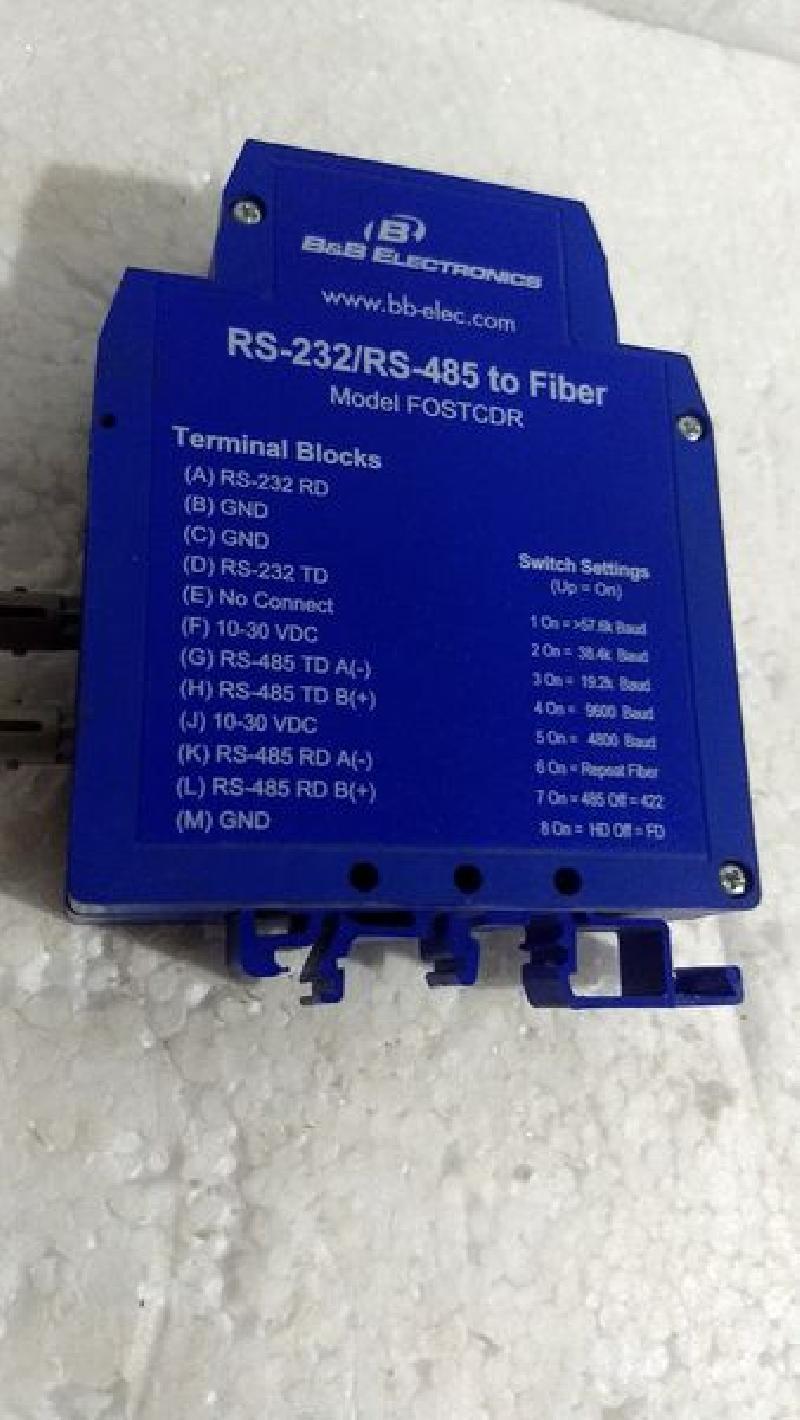 B
B&B ELECTRONICS
www.bb-elec.com
RS-232/RS-485 to Fiber
Model FOSTCDR
Terminal Blocks
(A) RS-232 RD
(B) GND
(C) GND
(D) RS-232 TD
(E) No Connect
(F) 10-30 VDC
(G) RS-485 TD A(-)
(H) RS-485 TD B(+)
(J) 10-30 VDC
(K) RS-485 RD A(-)
(L) RS-485 RD B(+)
(M) GND
Switch Settings
(Up = On)
1 On = >57.6k Baud
2 On = 38.4k Baud
3 On = 19.2k Baud
4 On = 9600 Baud
5 On = 4800 Baud
6 On = Repeat Fiber
7 On = 485 Off = 422
8 On = HD Off = FD